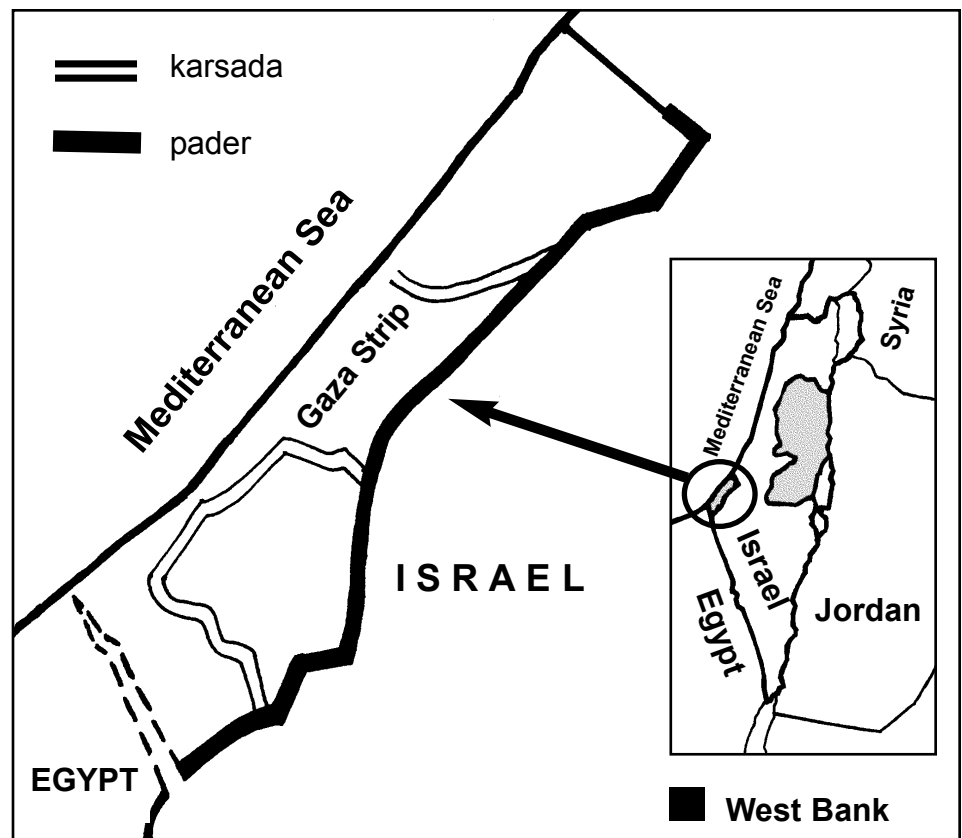 karsada
pader
Mediterranean Sea
Gaza Strip
ISRAEL
EGYPT
Mediterranean Sea
Syria
Israel
Egypt
Jordan
West Bank